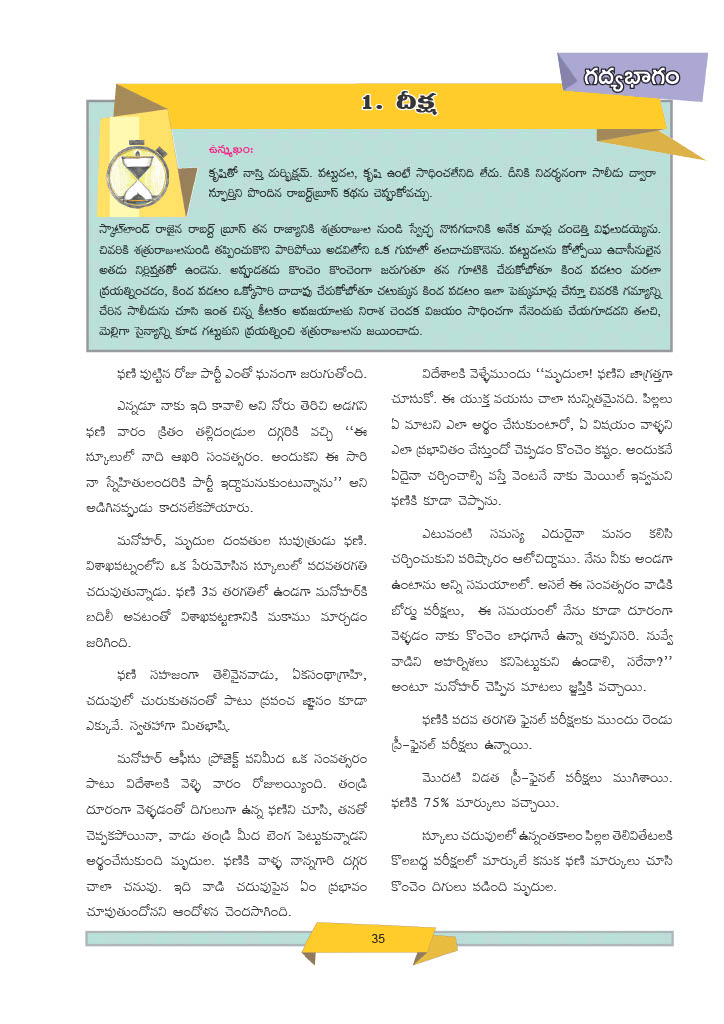 గద్యభాగం
1. దీక్ష
ఉన్ముఖం:
కృషితో నాస్తి దుర్భిక్షమ్. పట్టుదల, కృషి ఉంటే సాధించలేనిది లేదు. దీనికి నిదర్శనంగా సాలీడు ద్వారా
స్ఫూర్తిని పొందిన రాబర్ట్‌బ్రూస్ కథను చెప్పుకోవచ్చు.
స్కాట్‌లాండ్ రాజైన రాబర్ట్ బ్రూస్ తన రాజ్యానికి శత్రురాజుల నుండి స్వేచ్ఛ నొసగడానికి అనేక మార్లు దండెత్తి విఫలుడయ్యెను.
చివరికి శత్రురాజులనుండి తప్పించుకొని పారిపోయి అడవిలోని ఒక గుహలో తలదాచుకొనెను. పట్టుదలను కోల్పోయి ఉదాసీనుడైన
అతడు నిర్లిప్తతతో ఉండెను. అప్పుడతడు కొంచెం కొంచెంగా జరుగుతూ తన గూటికి చేరుకోబోతూ కింద పడటం మరలా
ప్రయత్నించడం, కింద పడటం ఒక్కోసారి దాదాపు చేరుకోబోతూ చటుక్కున కింద పడటం ఇలా పెక్కుమార్లు చేస్తూ చివరకి గమ్యాన్ని
చేరిన సాలీడును చూసి ఇంత చిన్న కీటకం అపజయాలకు నిరాశ చెందక విజయం సాధించగా నేనెందుకు చేయగూడదని తలచి,
మెల్లిగా సైన్యాన్ని కూడ గట్టుకుని ప్రయత్నించి శత్రురాజులను జయించాడు.
ఫణి పుట్టిన రోజు పార్టీ ఎంతో ఘనంగా జరుగుతోంది.
ఎన్నడూ నాకు ఇది కావాలి అని నోరు తెరిచి అడగని
ఫణి వారం క్రితం తల్లిదండ్రుల దగ్గరికి వచ్చి ‘‘ఈ
స్కూలులో నాది ఆఖరి సంవత్సరం. అందుకని ఈ సారి
నా స్నేహితులందరికి పార్టీ ఇద్దామనుకుంటున్నాను’’ అని
అడిగినప్పుడు కాదనలేకపోయారు.
మనోహర్, మృదుల దంపతుల సుపుత్రుడు ఫణి.
విశాఖపట్నంలోని ఒక పేరుమోసిన స్కూలులో పదవతరగతి
చదువుతున్నాడు. ఫణి 3వ తరగతిలో ఉండగా మనోహర్‌కి
బదిలీ అవటంతో విశాఖపట్టణానికి మకాము మార్చడం
జరిగింది.
ఫణి సహజంగా తెలివైనవాడు, ఏకసంథాగ్రాహి,
చదువులో చురుకుతనంతో పాటు ప్రపంచ జ్ఞానం కూడా
ఎక్కువే. స్వతహాగా మితభాషి.
మనోహర్ ఆఫీసు ప్రోజెక్ట్ పనిమీద ఒక సంవత్సరం
పాటు విదేశాలకి వెళ్ళి వారం రోజులయ్యింది. తండ్రి
దూరంగా వెళ్ళడంతో దిగులుగా ఉన్న ఫణిని చూసి, తనతో
చెప్పకపోయినా, వాడు తండ్రి మీద బెంగ పెట్టుకున్నాడని
అర్థంచేసుకుంది మృదుల. ఫణికి వాళ్ళ నాన్నగారి దగ్గర
చాలా చనువు. ఇది వాడి చదువుపైన ఏం ప్రభావం
చూపుతుందోనని ఆందోళన చెందసాగింది.
విదేశాలకి వెళ్ళేముందు ‘‘మృదులా! ఫణిని జాగ్రత్తగా
చూసుకో. ఈ యుక్త వయసు చాలా సున్నితమైనది. పిల్లలు
ఏ మాటని ఎలా అర్థం చేసుకుంటారో, ఏ విషయం వాళ్ళని
ఎలా ప్రభావితం చేస్తుందో చెప్పడం కొంచెం కష్టం. అందుకనే
ఏదైనా చర్చించాల్సి వస్తే వెంటనే నాకు మెయిల్ ఇవ్వమని
ఫణికి కూడా చెప్పాను.
ఎటువంటి సమస్య ఎదురైనా మనం కలిసి
చర్చించుకుని పరిష్కారం ఆలోచిద్దాము. నేను నీకు అండగా
ఉంటాను అన్ని సమయాలలో. అసలే ఈ సంవత్సరం వాడికి
బోర్డు పరీక్షలు, ఈ సమయంలో నేను కూడా దూరంగా
వెళ్ళడం నాకు కొంచెం బాధగానే ఉన్నా తప్పనిసరి. నువ్వే
వాడిని అహర్నిశలు కనిపెట్టుకుని ఉండాలి, సరేనా?’’
అంటూ మనోహర్ చెప్పిన మాటలు జ్ఞప్తికి వచ్చాయి.
ఫణికి పదవ తరగతి ఫైనల్ పరీక్షలకు ముందు రెండు
ప్రీ-ఫైనల్ పరీక్షలు ఉన్నాయి.
మొదటి విడత ప్రీ-ఫైనల్ పరీక్షలు ముగిశాయి.
ఫణికి 75% మార్కులు వచ్చాయి.
స్కూలు చదువులలో ఉన్నంతకాలం పిల్లల తెలివితేటలకి
కొలబద్ద పరీక్షలలో మార్కులే కనుక ఫణి మార్కులు చూసి
కొంచెం దిగులు పడింది మృదుల.
35